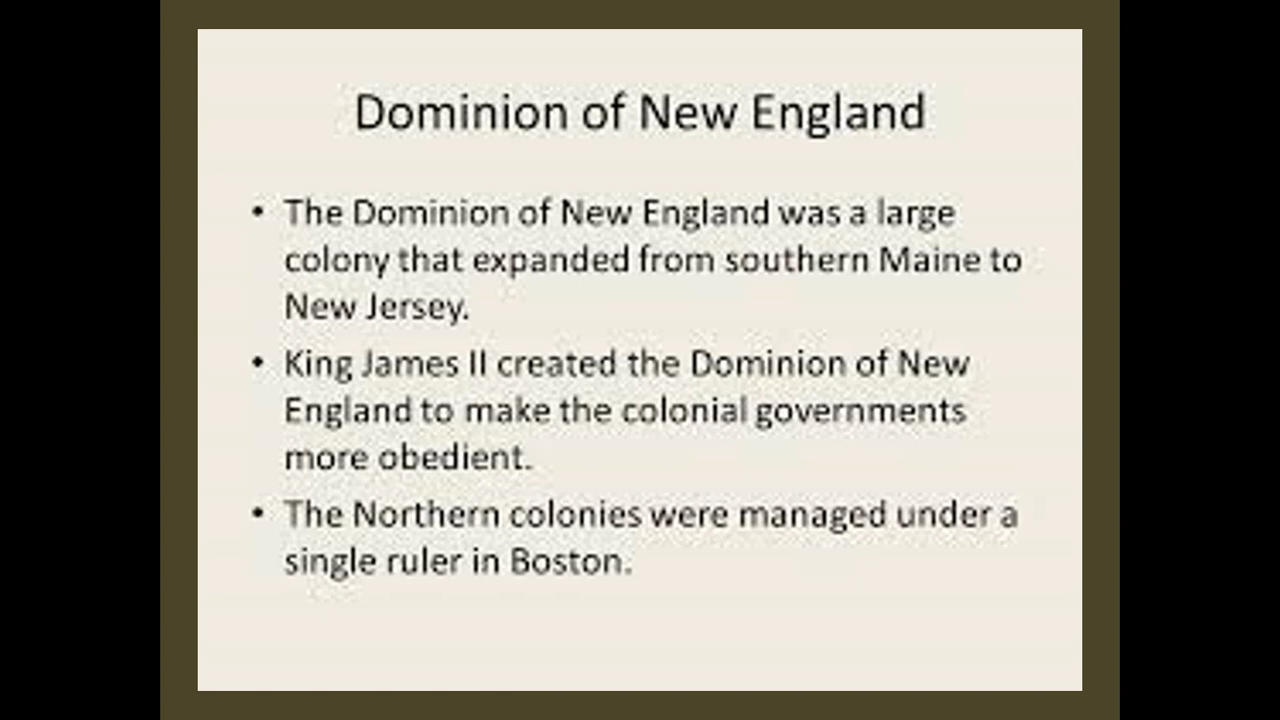 Dominion of New England
• The Dominion of New England was a large
colony that expanded from southern Maine to
New Jersey.
• King James II created the Dominion of New
England to make the colonial governments
more obedient.
• The Northern colonies were managed under a
single ruler in Boston.